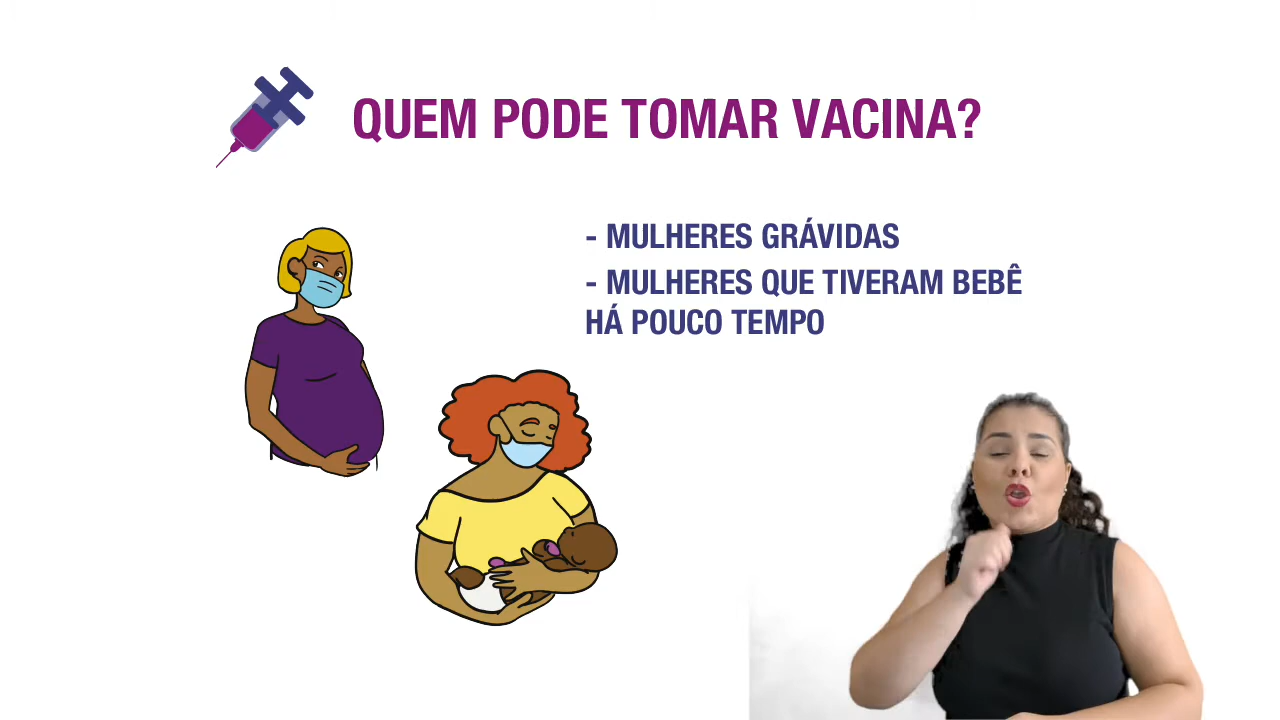 QUEM PODE TOMAR VACINA?
- MULHERES GRÁVIDAS
- MULHERES QUE TIVERAM BEBÊ
HÁ POUCO TEMPO